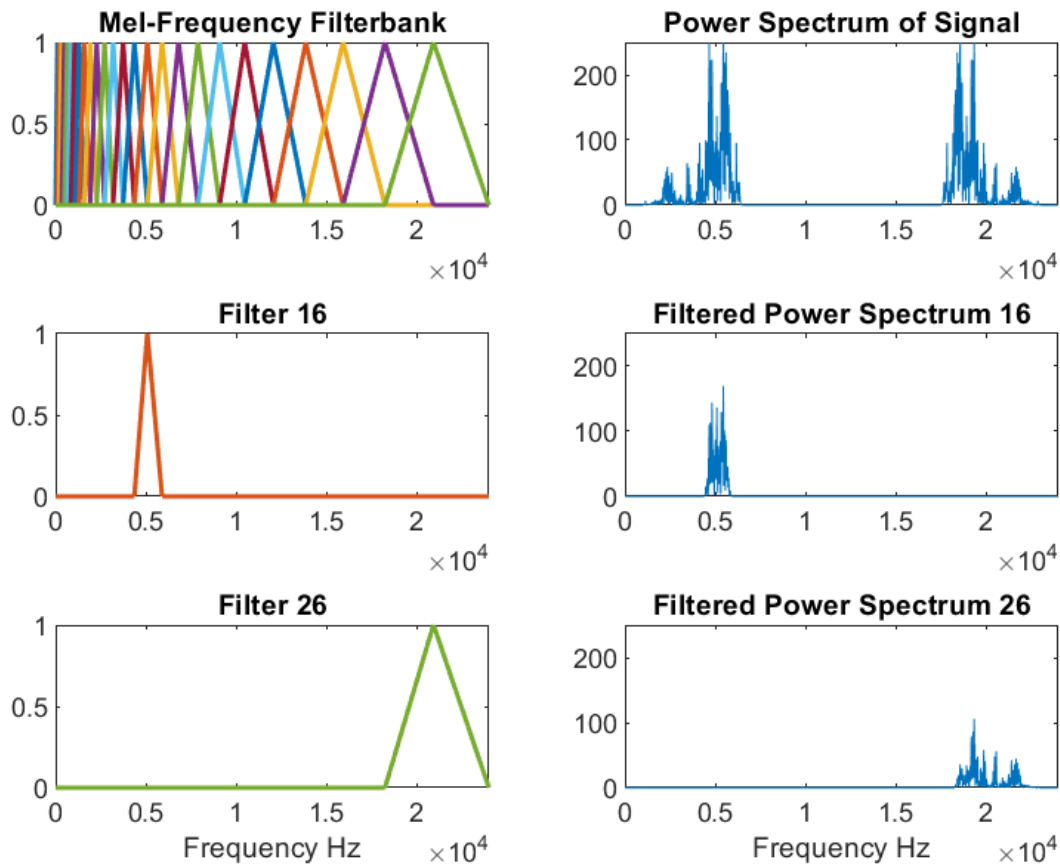 Mel-Frequency Filterbank
1
0.5
0
0 0.5 1 1.5 2
×10^4
Power Spectrum of Signal
200
100
0
0 0.5 1 1.5 2
×10^4
Filter 16
1
0.5
0
0 0.5 1 1.5 2
×10^4
Filtered Power Spectrum 16
200
100
0
0 0.5 1 1.5 2
×10^4
Filter 26
1
0.5
0
0 0.5 1 1.5 2
Frequency Hz ×10^4
Filtered Power Spectrum 26
200
100
0
0 0.5 1 1.5 2
Frequency Hz ×10^4